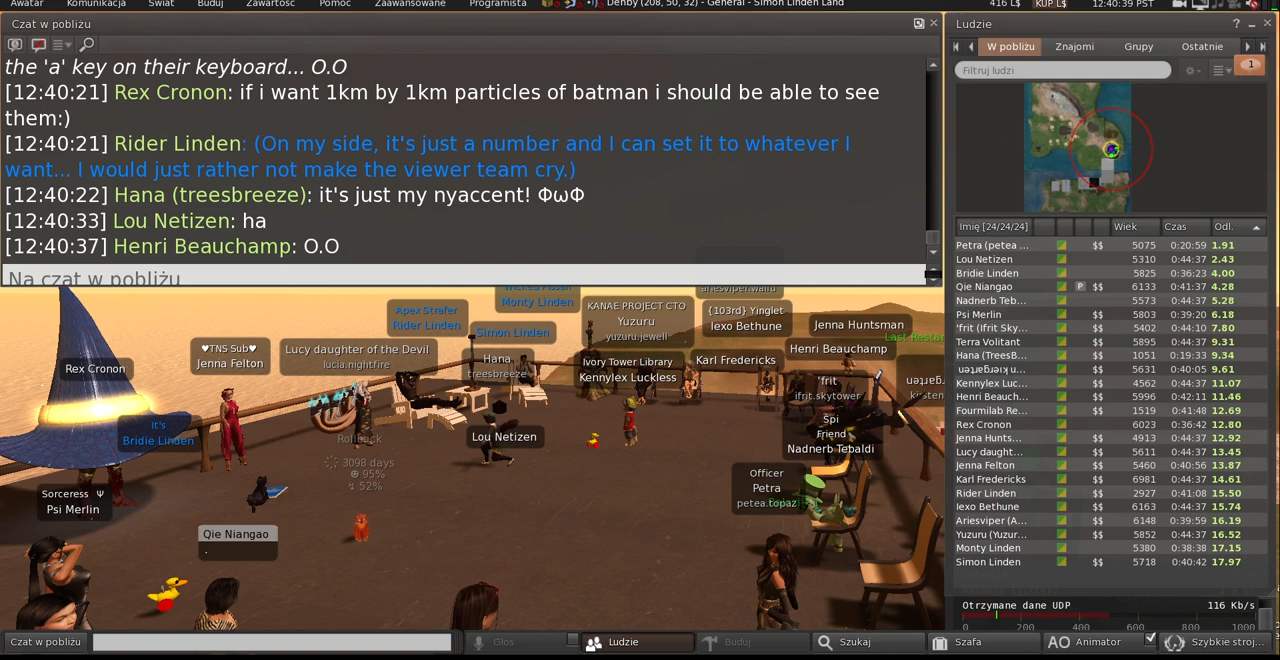 Awatar Komunikacja Świat Buduj Zawartość Pomoc Zaawansowane Programista Denby (208, 50, 32) - General - Simon Linden Land 416 L$ KUP L$ 12:40:39 PST
Czat w pobliżu
the 'a' key on their keyboard... O.O
[12:40:21] Rex Cronon: if i want 1km by 1km particles of batman i should be able to see
them:)
[12:40:21] Rider Linden: (On my side, it's just a number and I can set it to whatever I
want... I would just rather not make the viewer team cry.)
[12:40:22] Hana (treesbreeze): it's just my nyaccent! ΦωΦ
[12:40:33] Lou Netizen: ha
[12:40:37] Henri Beauchamp: O.O
Na czat w pobliżu
Monty Linden
Apex Strafer
Rider Linden
Simon Linden
KANAE PROJECT CTO
Yuzuru
yuzuru.jewell
{103rd} Yinglet
Iexo Bethune
Jenna Huntsman
Rex Cronon
♥TNS Sub♥
Jenna Felton
Lucy daughter of the Devil
lucia.nightfire
Hana
treesbreeze
Ivory Tower Library
Kennylex Luckless
Karl Fredericks
Henri Beauchamp
'frit
ifrit.skytower
It's
Bridie Linden
Lou Netizen
Rollback
3098 days
95%
52%
Spi
Friend
Nadnerb Tebaldi
Sorceress Ψ
Psi Merlin
Officer
Petra
petea.topaz
Qie Niangao
.
Ludzie
? _ ×
W pobliżu Znajomi Grupy Ostatnie
Filtruj ludzi
1
Imię [24/24/24] Wiek Czas Odl.
Petra (petea ... $$ 5075 0:20:59 1.91
Lou Netizen 5310 0:44:37 2.43
Bridie Linden 5825 0:36:23 4.00
Qie Niangao P $$ 6133 0:41:37 4.28
Nadnerb Teb... 5573 0:44:37 5.28
Psi Merlin $$ 5803 0:39:20 6.18
'frit (Ifrit Sky... $$ 5402 0:44:10 7.80
Terra Volitant $$ 5895 0:44:37 9.31
Hana (TreesB... $$ 1051 0:19:33 9.34
$$ 5631 0:40:05 9.61
Kennylex Luc... $$ 4562 0:44:37 11.07
Henri Beauch... $$ 5996 0:42:11 11.46
Fourmilab Re... $$ 1519 0:41:48 12.69
Rex Cronon 6023 0:36:42 12.80
Jenna Hunts... $$ 4913 0:44:37 12.92
Lucy daught... $$ 5611 0:44:37 13.45
Jenna Felton $$ 5460 0:40:56 13.87
Karl Fredericks $$ 6981 0:44:37 14.61
Rider Linden $$ 2927 0:41:08 15.50
Iexo Bethune $$ 6163 0:44:37 15.74
Ariesviper (A... $$ 6148 0:39:59 16.19
Yuzuru (Yuzur... $$ 5852 0:44:37 16.52
Monty Linden 5380 0:38:38 17.15
Simon Linden $$ 5718 0:40:42 17.97
Otrzymane dane UDP 116 Kb/s
0 200 400 600 800 1000
Czat w pobliżu Głos Ludzie Buduj Szukaj Szafa AO Animator Szybkie stroj...